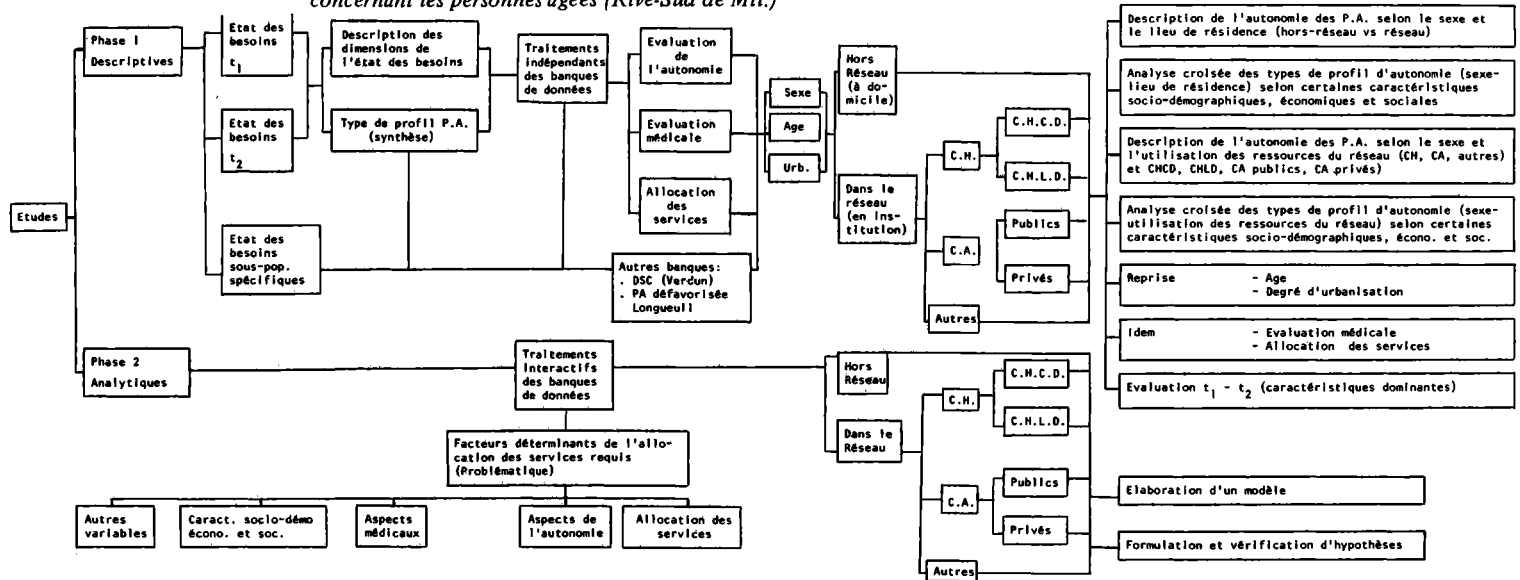 concernant les personnes âgées (Rive-Sud de Mtl.)
Etudes
Phase 1
Descriptives
Etat des
besoins
t1
Etat des
besoins
t2
Etat des
besoins
sous-pop.
spécifiques
Description des
dimensions de
l'état des besoins
Type de profil P.A.
(synthèse)
Traitements
indépendants
des banques
de données
Evaluation
de
l'autonomie
Evaluation
médicale
Allocation
des
services
Autres banques:
. DSC (Verdun)
. PA défavorisée
Longueuil
Sexe
Age
Urb.
Hors
Réseau
(à do-
micile)
Dans le
réseau
(en ins-
titution)
C.H.
C.A.
Autres
C.H.C.D.
C.H.L.D.
Publics
Privés
Description de l'autonomie des P.A. selon le sexe et
le lieu de résidence (hors-réseau vs réseau)
Analyse croisée des types de profil d'autonomie (sexe-
lieu de résidence) selon certaines caractéristiques
socio-démographiques, économiques et sociales
Description de l'autonomie des P.A. selon le sexe et
l'utilisation des ressources du réseau (CH, CA, autres)
et CHCD, CHLD, CA publics, CA privés)
Analyse croisée des types de profil d'autonomie (sexe-
utilisation des ressources du réseau) selon certaines
caractéristiques socio-démographiques, écono. et soc.
Reprise - Age
- Degré d'urbanisation
Idem - Evaluation médicale
- Allocation des services
Evaluation t1 - t2 (caractéristiques dominantes)
Phase 2
Analytiques
Traitements
Interactifs
des banques
de données
Facteurs déterminants de l'allo-
cation des services requis
(Problématique)
Autres
variables
Caract. socio-démo
écono. et soc.
Aspects
médicaux
Aspects de
l'autonomie
Allocation des
services
Hors
Réseau
Dans le
Réseau
C.H.
C.A.
Autres
C.H.C.D.
C.H.L.D.
Publics
Privés
Elaboration d'un modèle
Formulation et vérification d'hypothèses